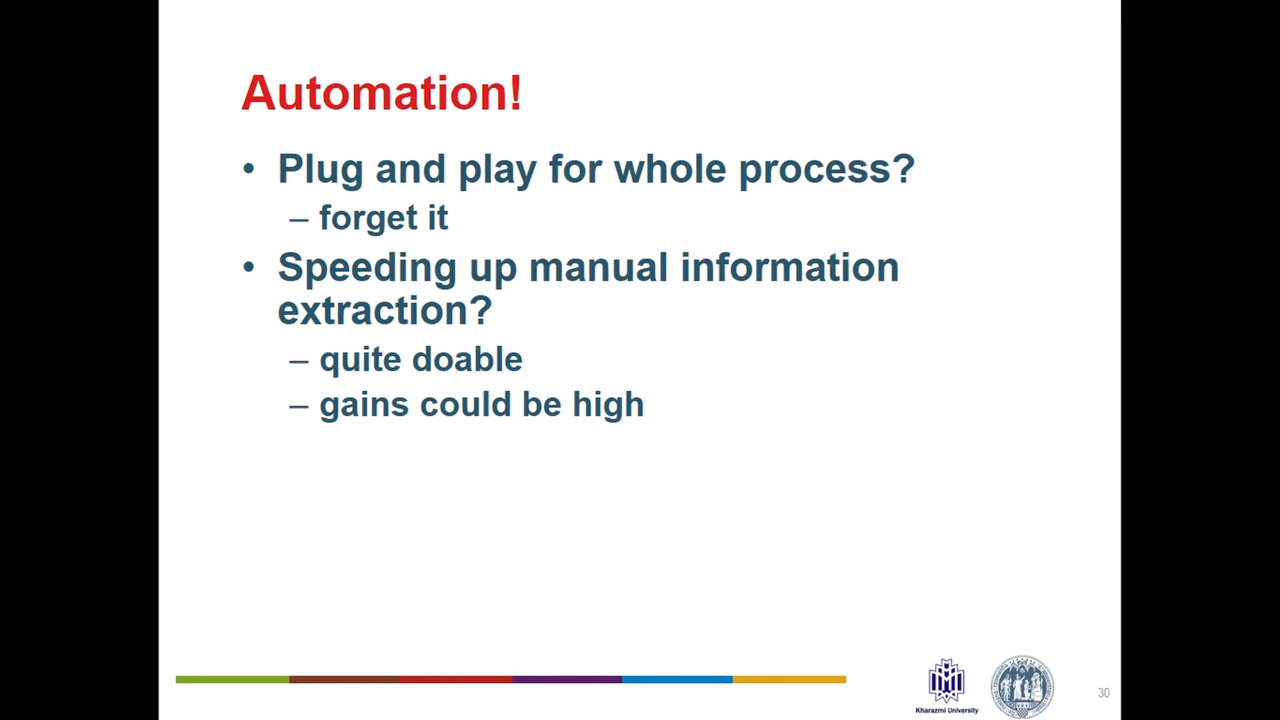 Automation!
• Plug and play for whole process?
– forget it
• Speeding up manual information
extraction?
– quite doable
– gains could be high
Kharazmi University
30